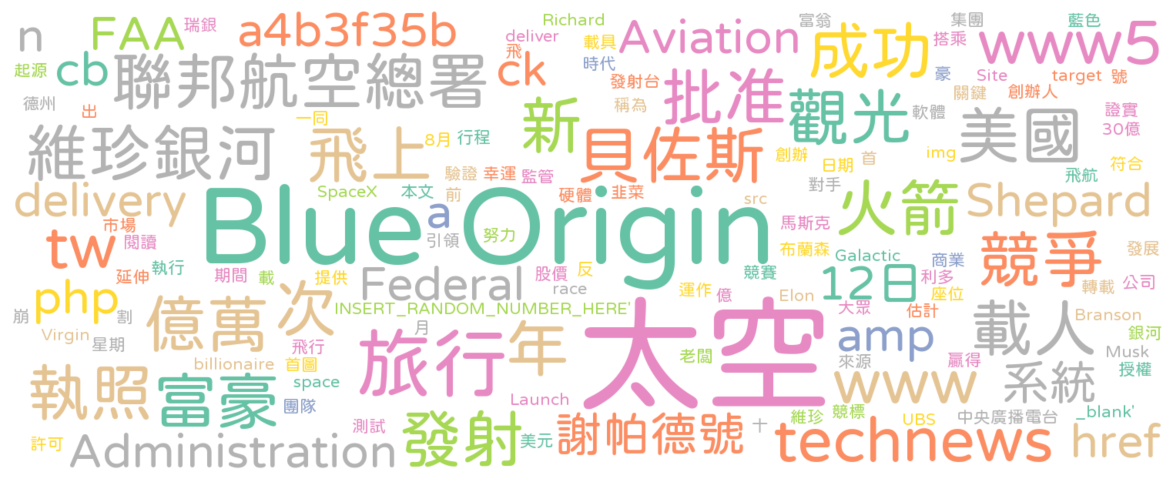 n
FAA
瑞銀
a4b3f35b
Richard
deliver
飛
載具
時代
Aviation
富翁
成功
集團
搭乘
藍色
www5
起源
cb
聯邦航空總署
ck
發射台
稱為
批准
豪
Site
target
號
關鍵
創辦人
德州
出
一同
8月
行程
新
觀光
軟體
美國
證實
30億
維珍銀河
飛上
驗證
幸運
監管
貝佐斯
創辦
日期
首
img
飛航
符合
delivery
SpaceX
本文
前
硬體
韭菜
對手
src
火箭
Shepard
Blue Origin
a
引領
努力
馬斯克
市場
tw
閱讀
延伸
執行
布蘭森
Galactic
商業
競爭
發展
期間
載
提供
Federal
股價
反
race
競賽
運作
億
Elon
12日
利多
座位
公司
轉載
php
崩
割
億萬
次
INSERT_RANDOM_NUMBER_HERE'
大眾
估計
載人
Branson
銀河
Virgin
星期
月
旅行
年
太空
老闆
amp
來源
贏得
Musk
授權
billionaire
飛行
首圖
space
執照
富豪
團隊
Launch
www
系統
許可
Administration
測試
發射
美元
謝帕德號
十
維珍
競標
UBS
中央廣播電台
_blank'
technews
href